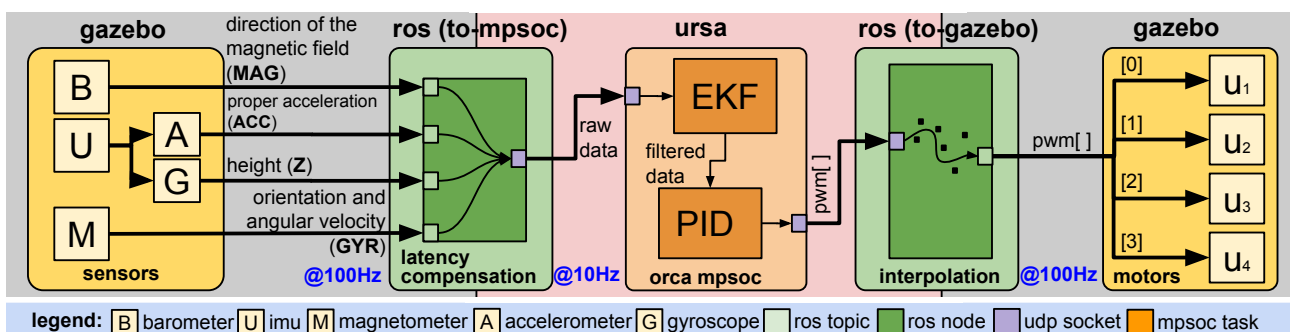 gazebo
direction of the
magnetic field
(MAG)
proper acceleration
(ACC)
height (Z)
orientation and
angular velocity
(GYR)
@100Hz
B
U
A
G
M
sensors
ros (to-mpsoc)
latency
compensation
raw
data
@10Hz
ursa
EKF
filtered
data
PID
orca mpsoc
pwm[ ]
ros (to-gazebo)
interpolation
pwm[ ]
@100Hz
gazebo
[0]
[1]
[2]
[3]
u1
u2
u3
u4
motors
legend: B barometer U imu M magnetometer A accelerometer G gyroscope ros topic ros node udp socket mpsoc task